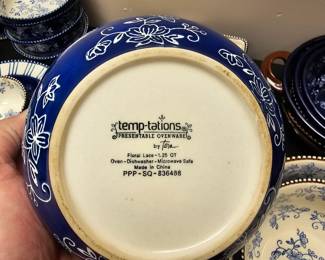 temp-tations
PRESENTABLE OVENWARE
by Tara
Floral Lace - 1.25 QT
Oven - Dishwasher - Microwave Safe
Made in China
PPP - SQ - 836486